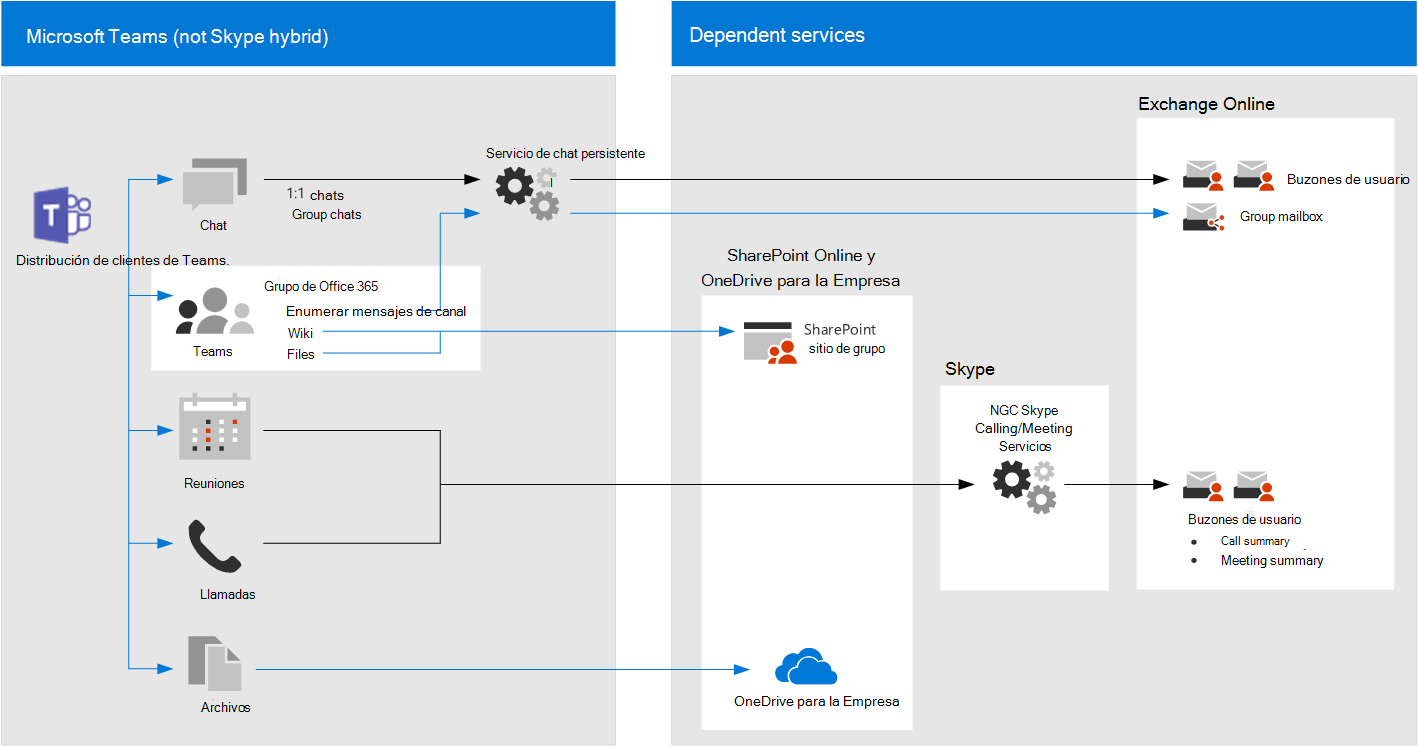 Microsoft Teams (not Skype hybrid)
Dependent services
Exchange Online
Servicio de chat persistente
1:1 chats
Group chats
Chat
Buzones de usuario
Group mailbox
T
Distribución de clientes de Teams.
SharePoint Online y
OneDrive para la Empresa
Grupo de Office 365
Enumerar mensajes de canal
Wiki
Files
Teams
SharePoint
sitio de grupo
Skype
NGC Skype
Calling/Meeting
Servicios
Reuniones
Buzones de usuario
• Call summary
• Meeting summary
Llamadas
Archivos
OneDrive para la Empresa